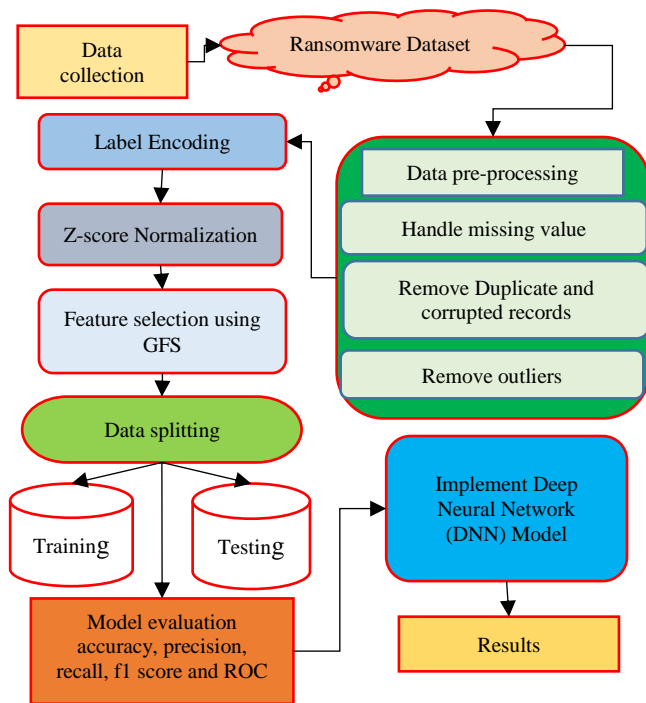 Data
collection
Ransomware Dataset
Data pre-processing
Handle missing value
Remove Duplicate and
corrupted records
Remove outliers
Label Encoding
Z-score Normalization
Feature selection using
GFS
Data splitting
Training
Testing
Model evaluation
accuracy, precision,
recall, f1 score and ROC
Implement Deep
Neural Network
(DNN) Model
Results